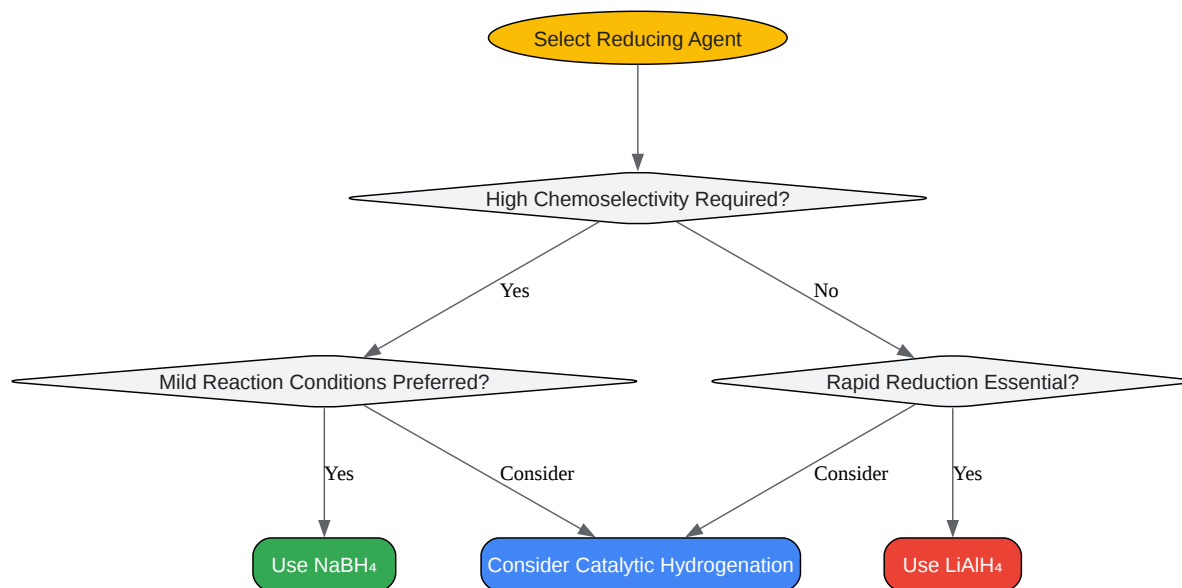 Select Reducing Agent
High Chemoselectivity Required?
Yes
No
Mild Reaction Conditions Preferred?
Rapid Reduction Essential?
Yes
Consider
Consider
Yes
Use NaBH₄
Consider Catalytic Hydrogenation
Use LiAlH₄